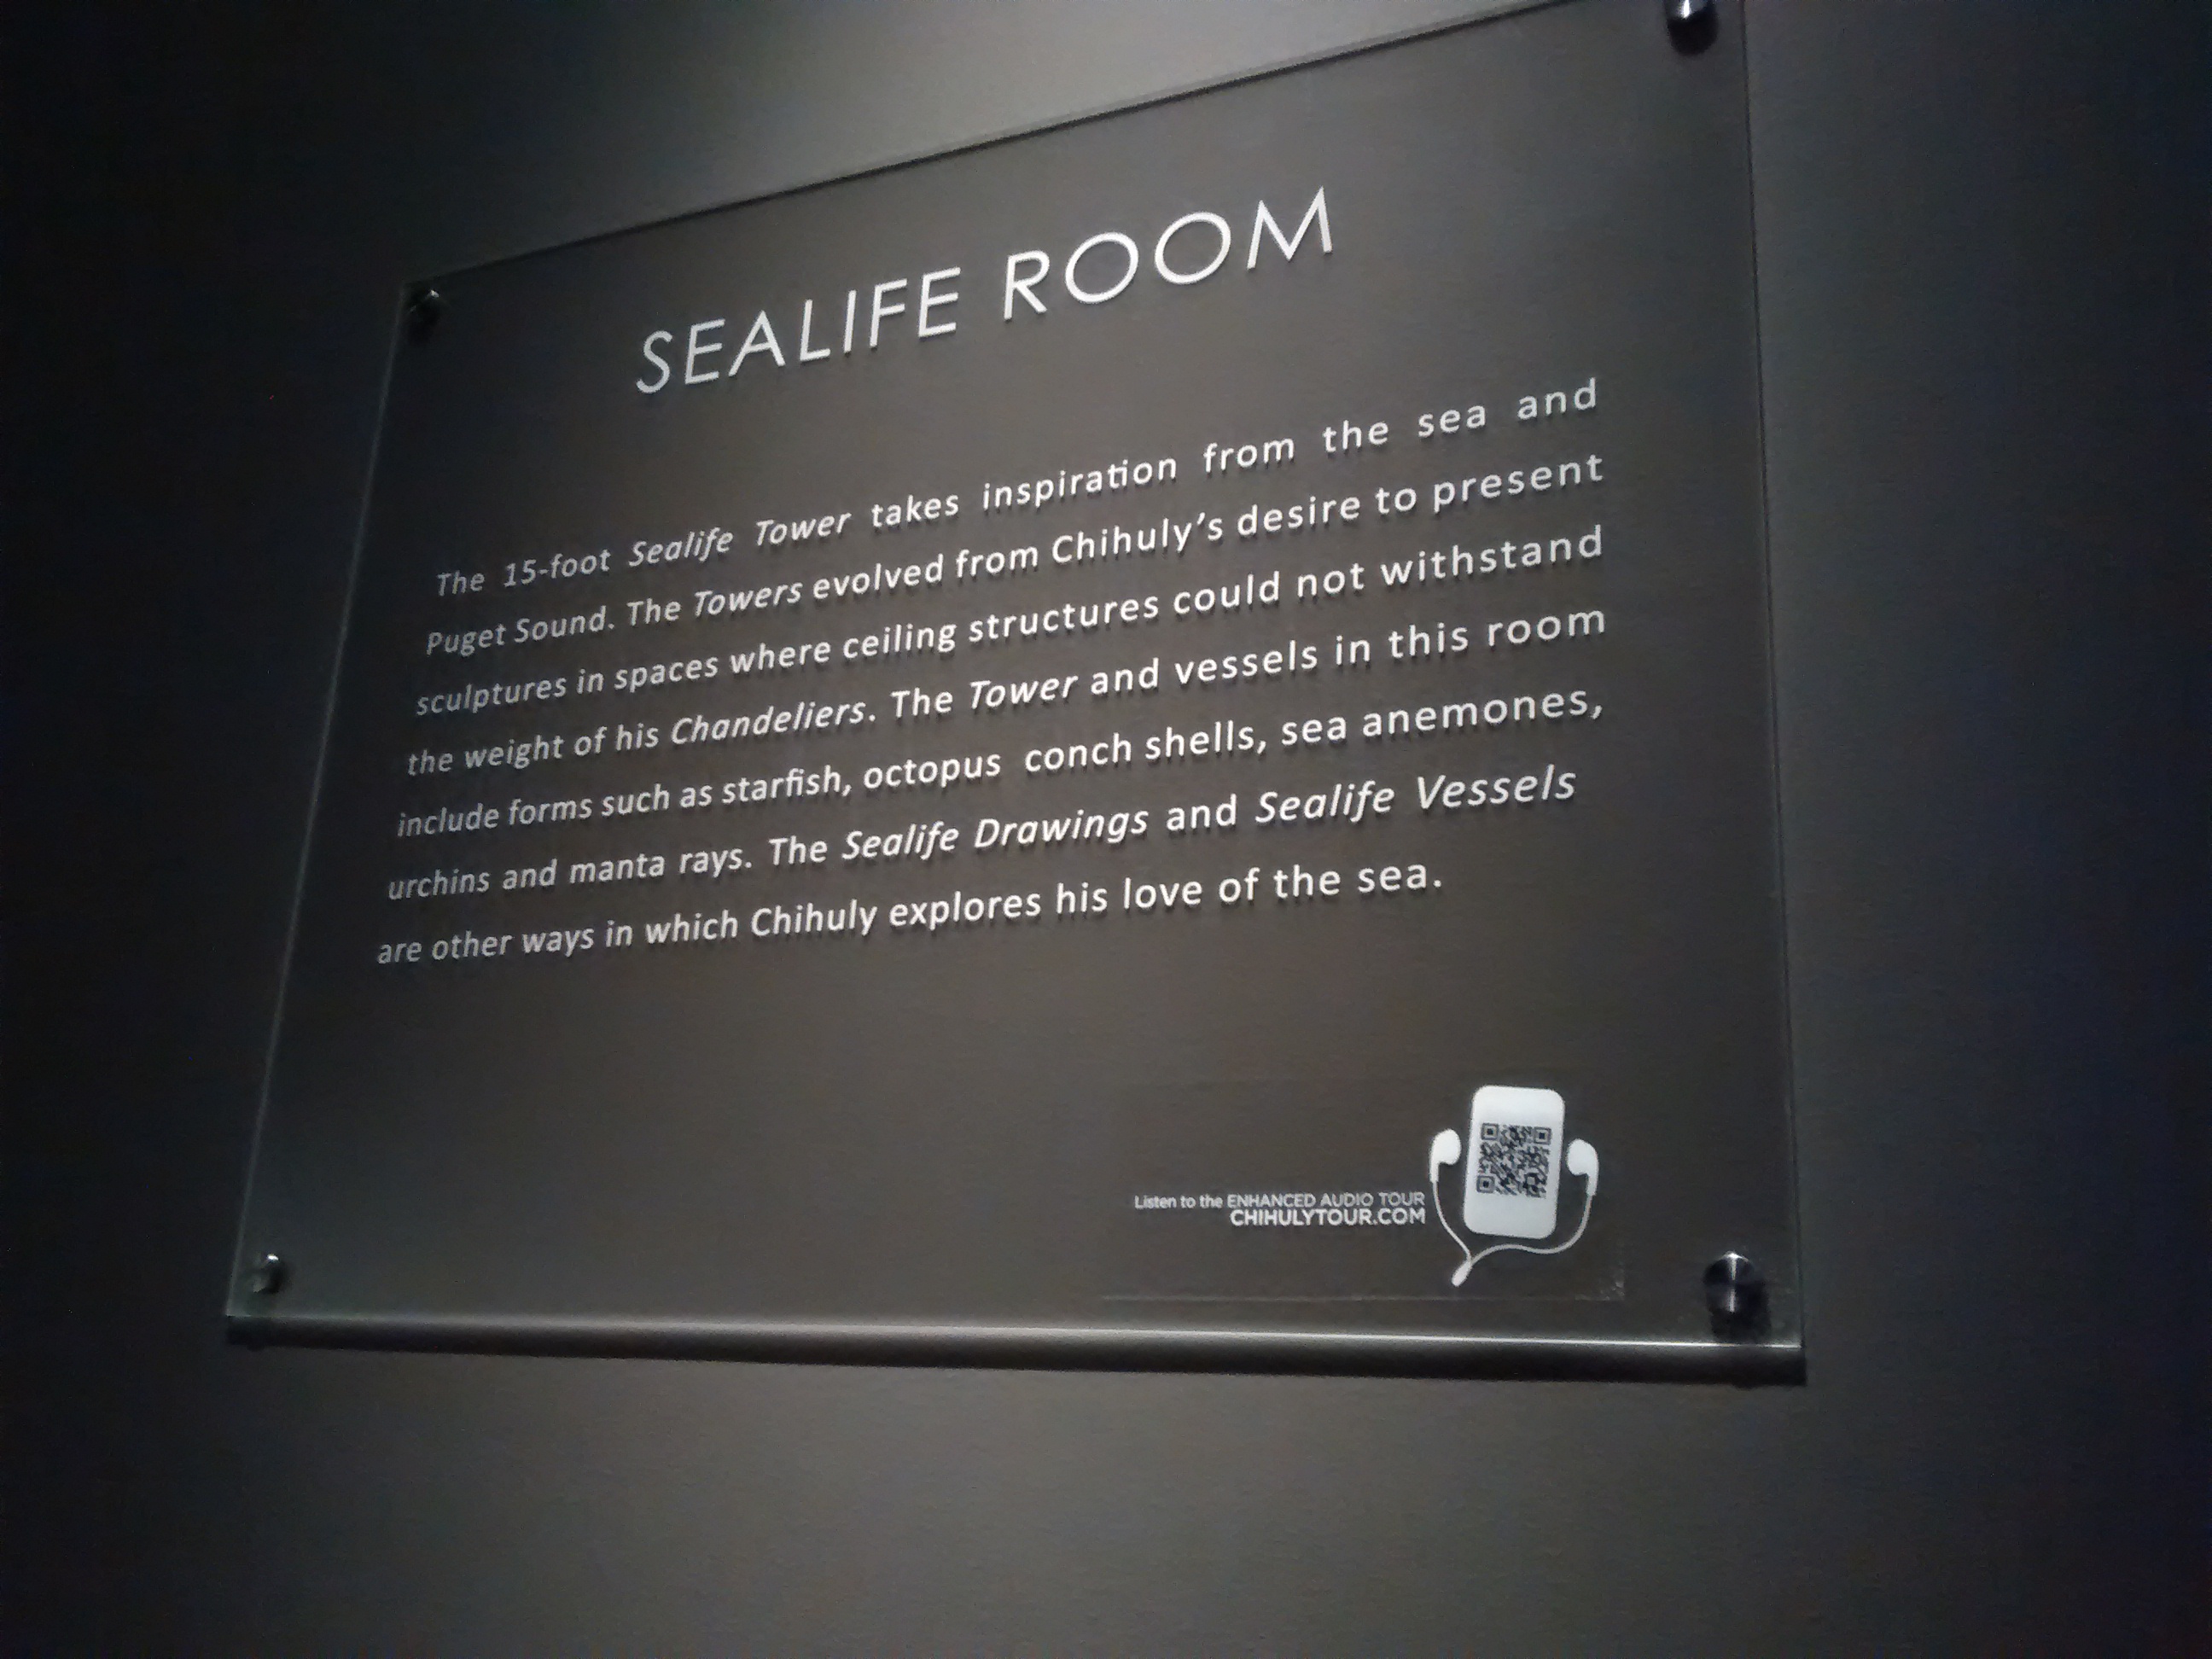 SEALIFE ROOM
The 15-foot Sealife Tower takes inspiration from the sea and
Puget Sound. The Towers evolved from Chihuly’s desire to present
sculptures in spaces where ceiling structures could not withstand
the weight of his Chandeliers. The Tower and vessels in this room
include forms such as starfish, octopus conch shells, sea anemones,
urchins and manta rays. The Sealife Drawings and Sealife Vessels
are other ways in which Chihuly explores his love of the sea.
Listen to the ENHANCED AUDIO TOUR
CHIHULYTOUR.COM